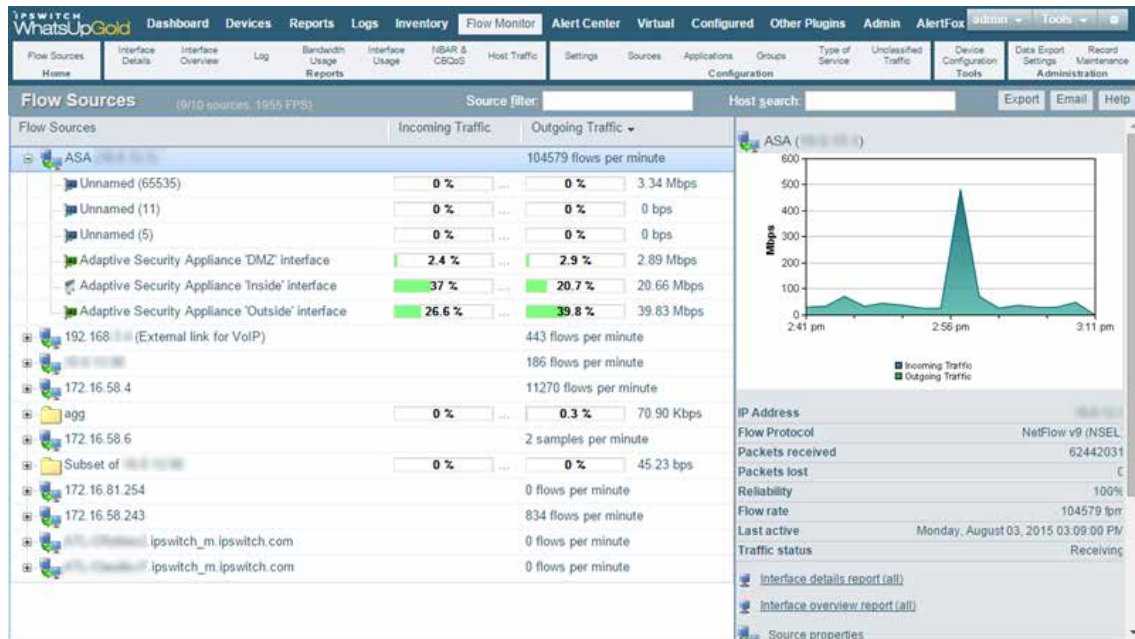 IPSWITCH
WhatsUpGold Dashboard Devices Reports Logs Inventory Flow Monitor Alert Center Virtual Configured Other Plugins Admin AlertFox admin Tools
Flow Sources Interface Details Interface Overview Log Bandwidth Usage Interface Usage NBAR & CBQoS Host Traffic Settings Sources Applications Groups Type of Service Unclassified Traffic Device Configuration Data Export Settings Record Maintenance
Home Reports Configuration Tools Administration
Flow Sources (9/10 sources, 1955 FPS) Source filter: Host search: Export Email Help
Flow Sources Incoming Traffic Outgoing Traffic
ASA 104579 flows per minute
Unnamed (65535) 0 % ... 0 % 3.34 Mbps
Unnamed (11) 0 % ... 0 % 0 bps
Unnamed (5) 0 % ... 0 % 0 bps
Adaptive Security Appliance 'DMZ' interface 2.4 % ... 2.9 % 2.89 Mbps
Adaptive Security Appliance 'Inside' interface 37 % ... 20.7 % 20.66 Mbps
Adaptive Security Appliance 'Outside' interface 26.6 % ... 39.8 % 39.83 Mbps
192.168 (External link for VoIP) 443 flows per minute
186 flows per minute
172.16.58.4 11270 flows per minute
agg 0 % ... 0.3 % 70.90 Kbps
172.16.58.6 2 samples per minute
Subset of 0 % ... 0 % 45.23 bps
172.16.81.254 0 flows per minute
172.16.58.243 834 flows per minute
.ipswitch_m.ipswitch.com 0 flows per minute
.ipswitch_m.ipswitch.com 0 flows per minute
ASA ( )
600
500
400
300
200
100
0
Mbps
2:41 pm 2:56 pm 3:11 pm
Incoming Traffic
Outgoing Traffic
IP Address
Flow Protocol NetFlow v9 (NSEL
Packets received 62442031
Packets lost
Reliability 100%
Flow rate 104579 fpm
Last active Monday, August 03, 2015 03:09:00 PM
Traffic status Receiving
Interface details report (all)
Interface overview report (all)
Source properties